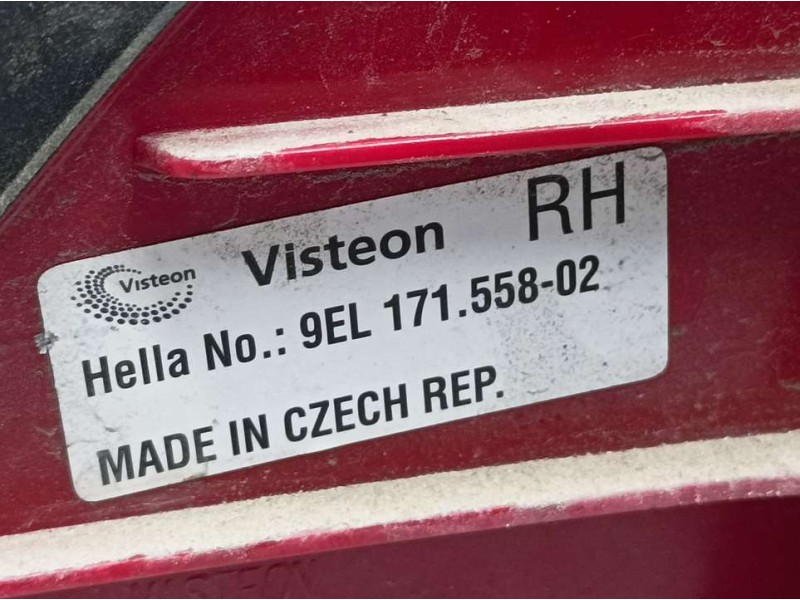 RH
Visteon
Visteon
Hella No.: 9EL 171.558-02
MADE IN CZECH REP.